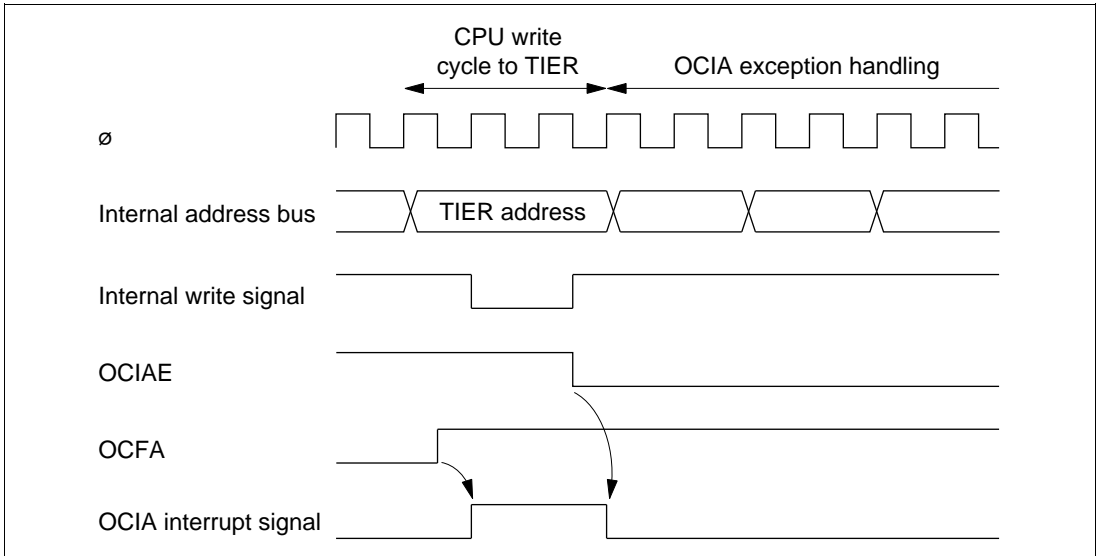 CPU write
cycle to TIER
OCIA exception handling
ø
Internal address bus
TIER address
Internal write signal
OCIAE
OCFA
OCIA interrupt signal